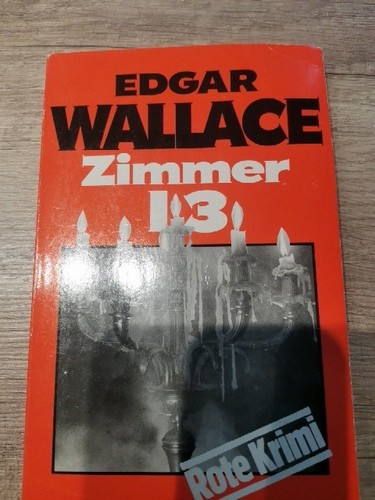 EDGAR
WALLACE
Zimmer
13
Rote Krimi